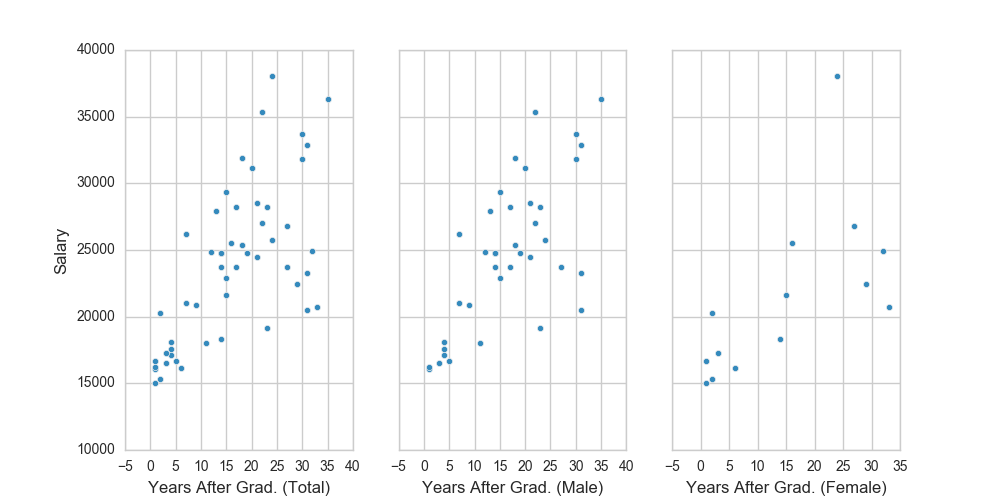 40000
35000
30000
25000
20000
15000
10000
Salary
−5 0 5 10 15 20 25 30 35 40
−5 0 5 10 15 20 25 30 35 40
−5 0 5 10 15 20 25 30 35
Years After Grad. (Total)
Years After Grad. (Male)
Years After Grad. (Female)